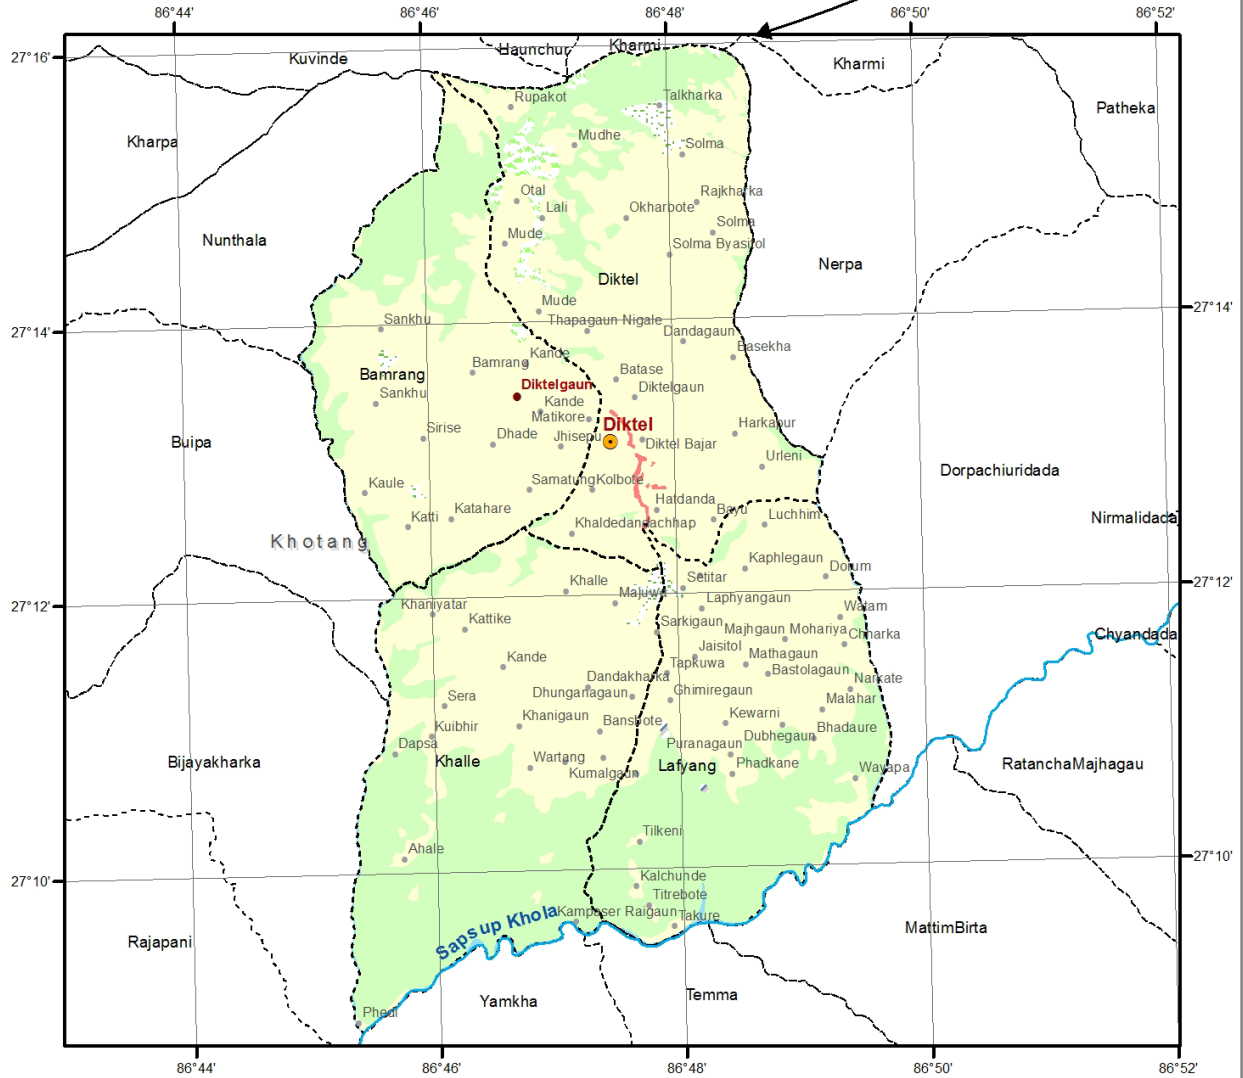 86°44' 86°46' 86°48' 86°50' 86°52'
27°16' Kuvinde Haunchur Kharmi Kharmi
Rupakot Talkharka Patheka
Kharpa Mudhe Solma
Otal Rajkharka
Lali Okharbote
Nunthala Mude Solma
Solma Byasitol
Nerpa
Diktel
Mude
27°14' Sankhu Thapagaun Nigale 27°14'
Dandagaun
Kande Basekha
Bamrang Batase
Bamrang
Diktelgaun Diktelgaun
Sankhu Kande
Matikore Diktel
Sirise Dhade Jhisepu Harkapur
Buipa Diktel Bajar
Urleni
Dorpachiuridada
Kaule Samatung Kolbote
Katahare Hatdanda
Katti Khaldedandachhap Bayu Luchhim Nirmalidada
Khotang
Kaphlegaun
Dorum
Khalle Setitar 27°12'
27°12' Khaniyatar Maluwa Laphyangaun Watam
Kattike Sarkigaun Majhgaun Mohariya Chharka Chyandada
Jaisitol Mathagaun
Kande Tapkuwa Bastolagaun
Dandakharka Narkate
Sera Dhungaragaun Ghimiregaun Malahar
Khanigaun Banshote Kewarni Bhadaure
Kuibhir Dubhegaun
Dapsa Puranagaun
Bijayakharka Khalle Wartang Lafyang Phadkane Wayapa RatanchaMajhagau
Kumalgaun
Tilkeni
Ahale 27°10'
27°10' Kalchunde
Titrebote
Kampaser Raigaun Takure
Sapsup Khola
Rajapani MattimBirta
Yamkha Temma
Phedi
86°44' 86°46' 86°48' 86°50' 86°52'